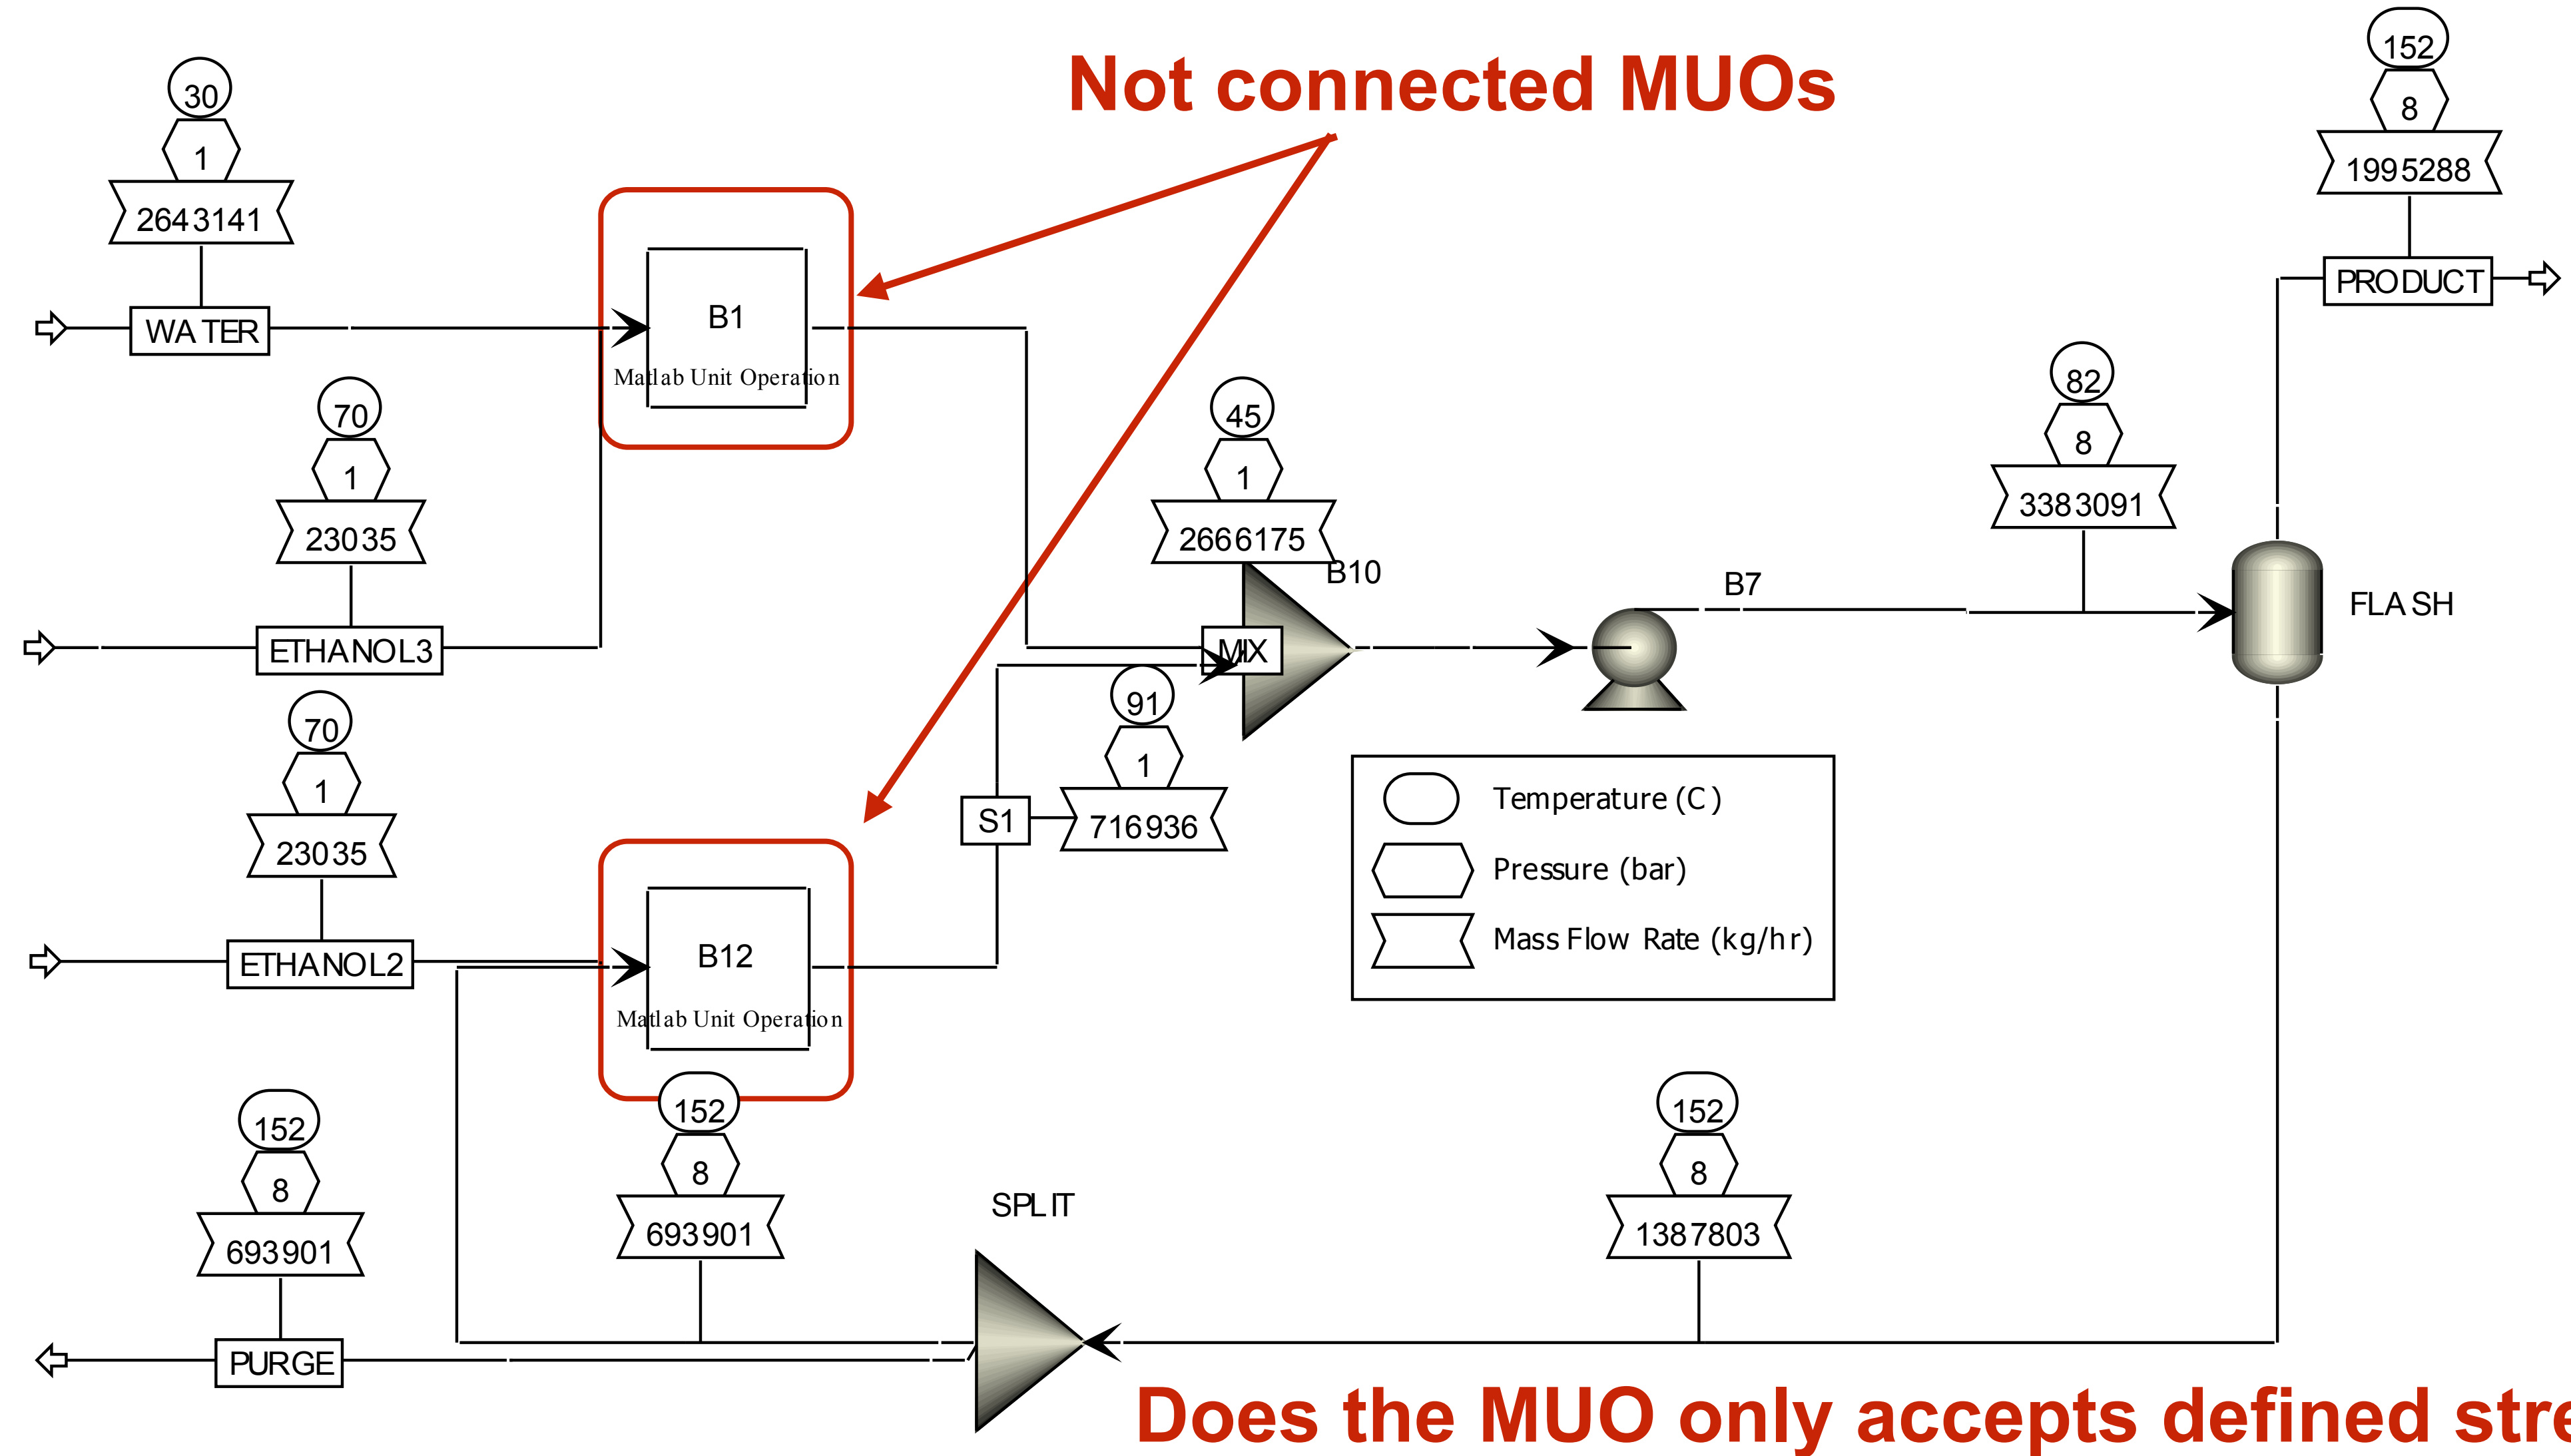 Not connected MUOs
152
8
1995288
PRODUCT
30
1
2643141
WATER
B1
Matlab Unit Operation
70
1
23035
ETHANOL3
45
1
2666175
B10
MIX
B7
82
8
3383091
FLASH
70
1
23035
ETHANOL2
91
1
716936
S1
B12
Matlab Unit Operation
Temperature (C)
Pressure (bar)
Mass Flow Rate (kg/hr)
152
8
693901
PURGE
152
8
693901
SPLIT
152
8
1387803
Does the MUO only accepts defined stre